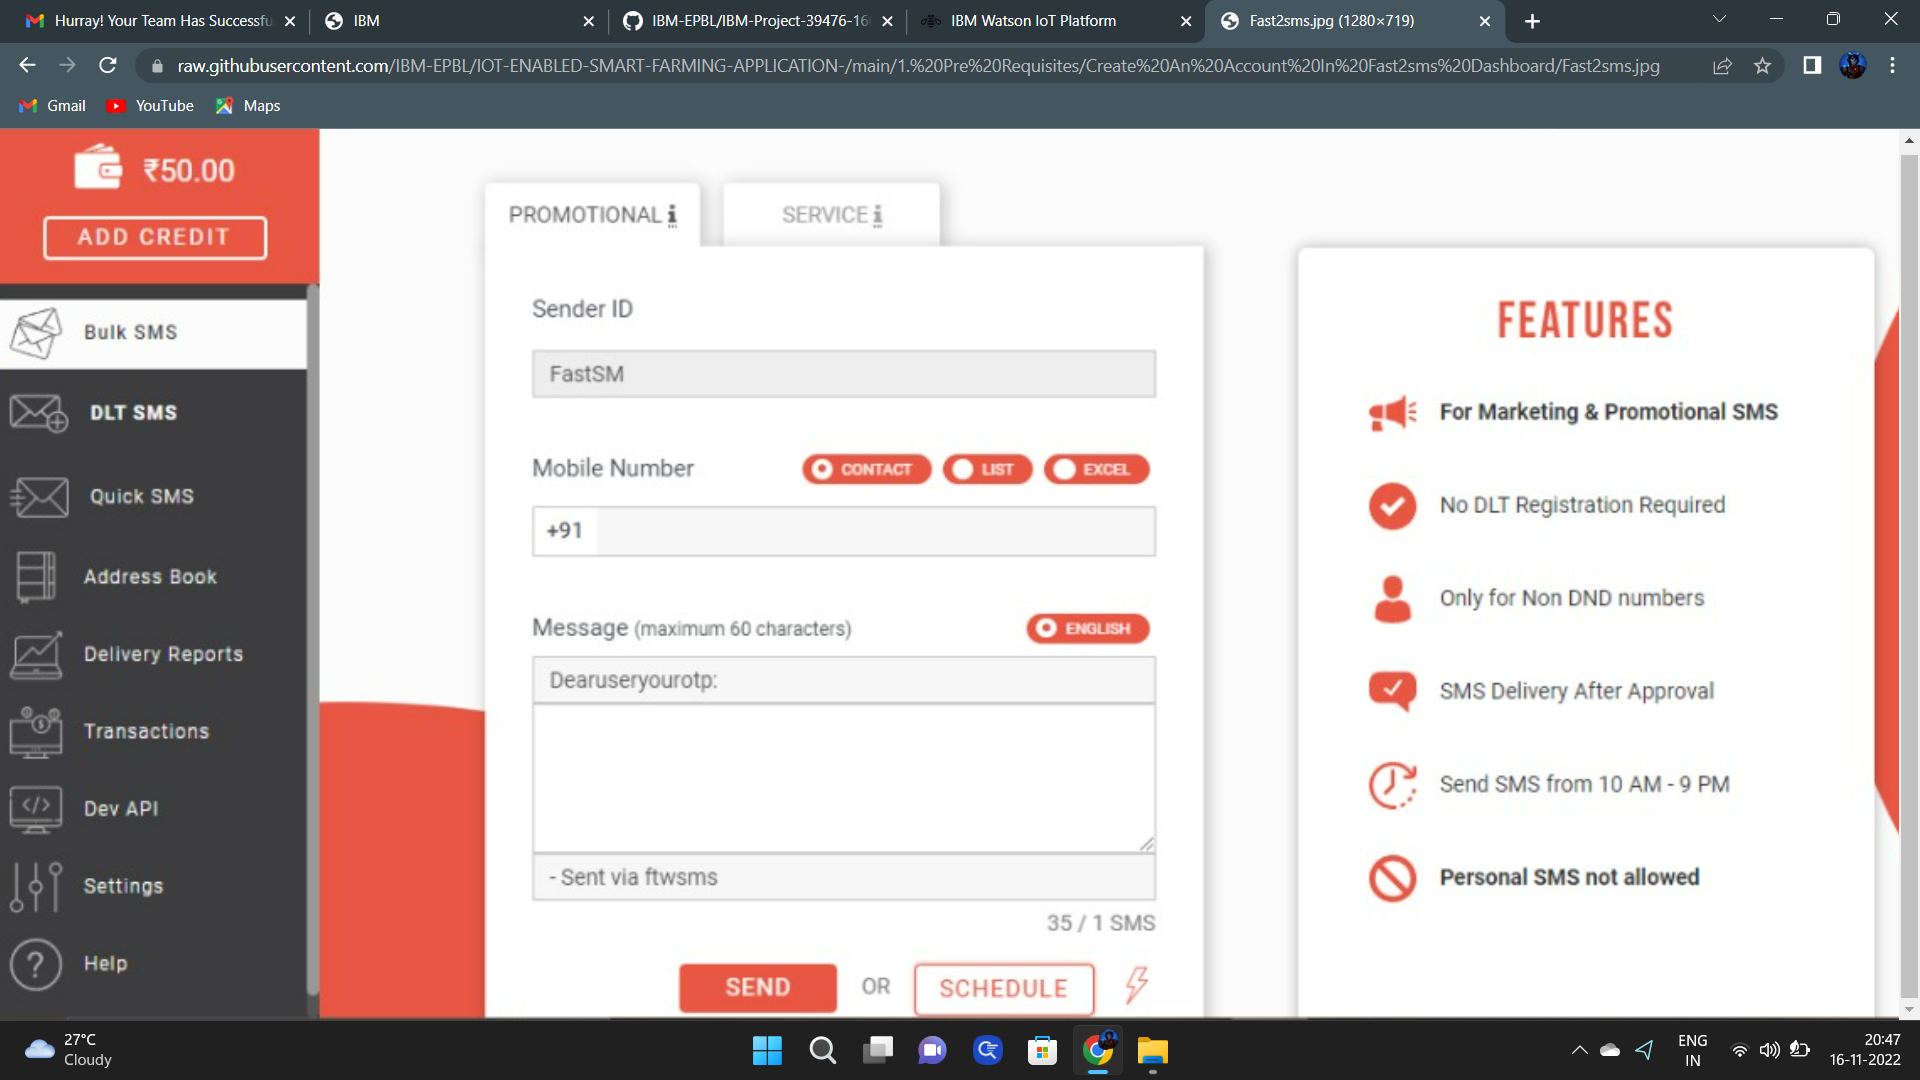 Hurray! Your Team Has Successfu
IBM
IBM-EPBL/IBM-Project-39476-166
IBM Watson IoT Platform
Fast2sms.jpg (1280×719)
raw.githubusercontent.com/IBM-EPBL/IOT-ENABLED-SMART-FARMING-APPLICATION-/main/1.%20Pre%20Requisites/Create%20An%20Account%20In%20Fast2sms%20Dashboard/Fast2sms.jpg
Gmail
YouTube
Maps
₹50.00
ADD CREDIT
Bulk SMS
DLT SMS
Quick SMS
Address Book
Delivery Reports
Transactions
Dev API
Settings
Help
PROMOTIONAL
SERVICE
Sender ID
FastSM
Mobile Number
CONTACT
LIST
EXCEL
+91
Message (maximum 60 characters)
ENGLISH
Dearuseryourotp:
- Sent via ftwsms
35 / 1 SMS
SEND
OR
SCHEDULE
FEATURES
For Marketing & Promotional SMS
No DLT Registration Required
Only for Non DND numbers
SMS Delivery After Approval
Send SMS from 10 AM - 9 PM
Personal SMS not allowed
27°C
Cloudy
ENG
IN
20:47
16-11-2022